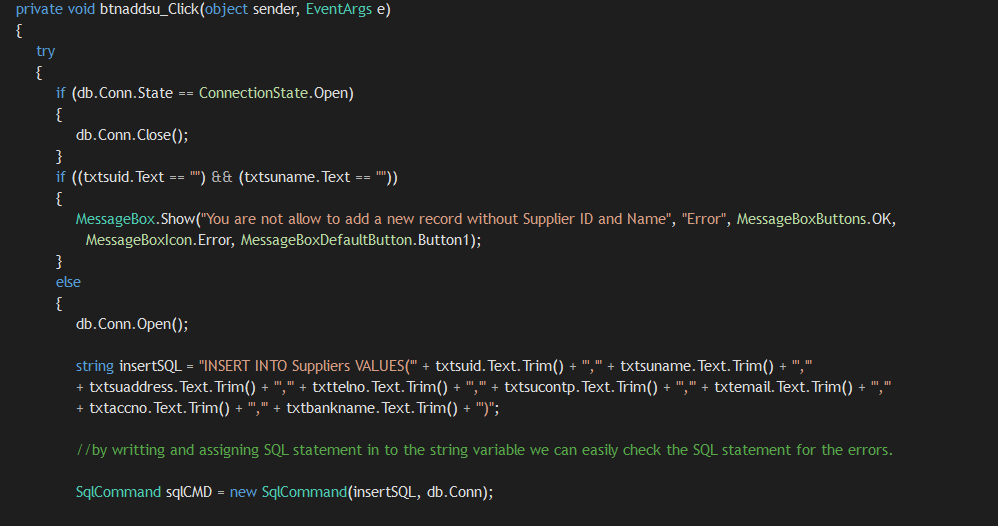 private void btnaddsu_Click(object sender, EventArgs e)
{
try
{
if (db.Conn.State == ConnectionState.Open)
{
db.Conn.Close();
}
if ((txtsuid.Text == "") && (txtsuname.Text == ""))
{
MessageBox.Show("You are not allow to add a new record without Supplier ID and Name", "Error", MessageBoxButtons.OK,
MessageBoxIcon.Error, MessageBoxDefaultButton.Button1);
}
else
{
db.Conn.Open();
string insertSQL = "INSERT INTO Suppliers VALUES('" + txtsuid.Text.Trim() + "','" + txtsuname.Text.Trim() + "','"
+ txtsuaddress.Text.Trim() + "','" + txttelno.Text.Trim() + "','" + txtsucontp.Text.Trim() + "','" + txtemail.Text.Trim() + "','"
+ txtaccno.Text.Trim() + "','" + txtbankname.Text.Trim() + "')";
//by writting and assigning SQL statement in to the string variable we can easily check the SQL statement for the errors.
SqlCommand sqlCMD = new SqlCommand(insertSQL, db.Conn);